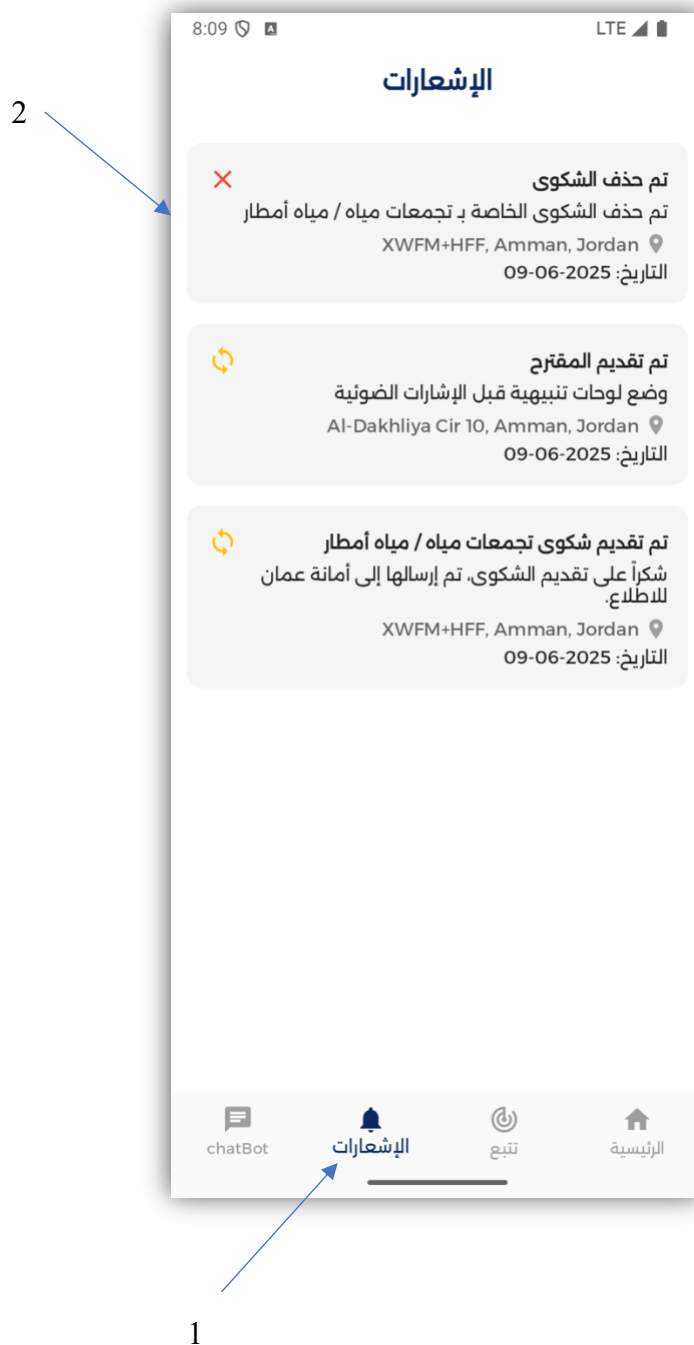 8:09
LTE
الإشعارات
2
تم حذف الشكوى
تم حذف الشكوى الخاصة بـ تجمعات مياه / مياه أمطار
XWFM+HFF, Amman, Jordan
التاريخ: 2025-06-09
تم تقديم المقترح
وضع لوحات تنبيهية قبل الإشارات الضوئية
Al-Dakhliya Cir 10, Amman, Jordan
التاريخ: 2025-06-09
تم تقديم شكوى تجمعات مياه / مياه أمطار
شكراً على تقديم الشكوى، تم إرسالها إلى أمانة عمان
للاطلاع.
XWFM+HFF, Amman, Jordan
التاريخ: 2025-06-09
الرئيسية
تتبع
الإشعارات
chatBot
1